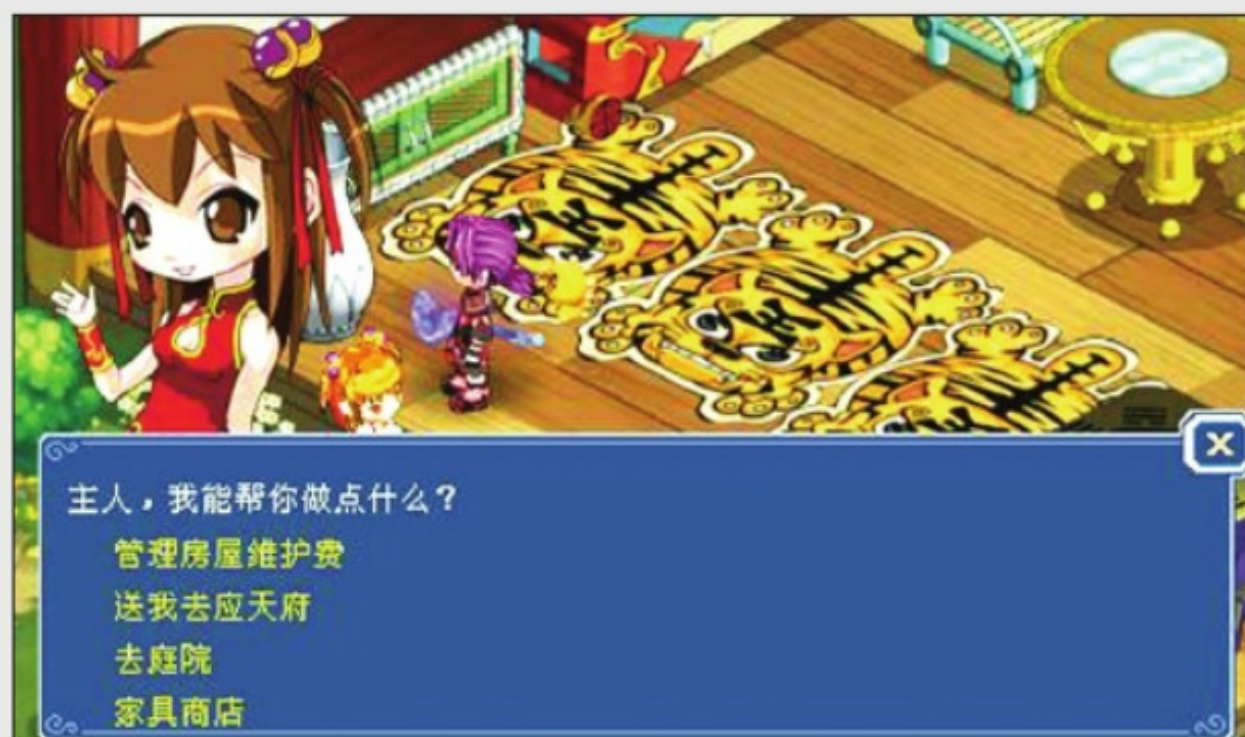 主人，我能帮你做点什么？
管理房屋维护费
送我去应天府
去庭院
家具商店